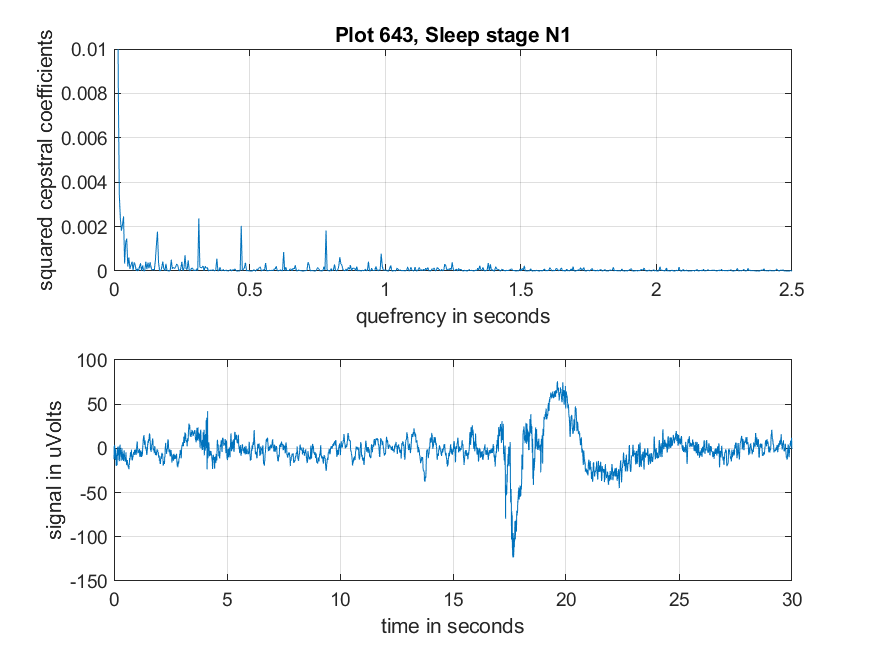 Plot 643, Sleep stage N1
squared cepstral coefficients
0.01
0.008
0.006
0.004
0.002
0
0 0.5 1 1.5 2 2.5
quefrency in seconds
signal in uVolts
100
50
0
-50
-100
-150
0 5 10 15 20 25 30
time in seconds